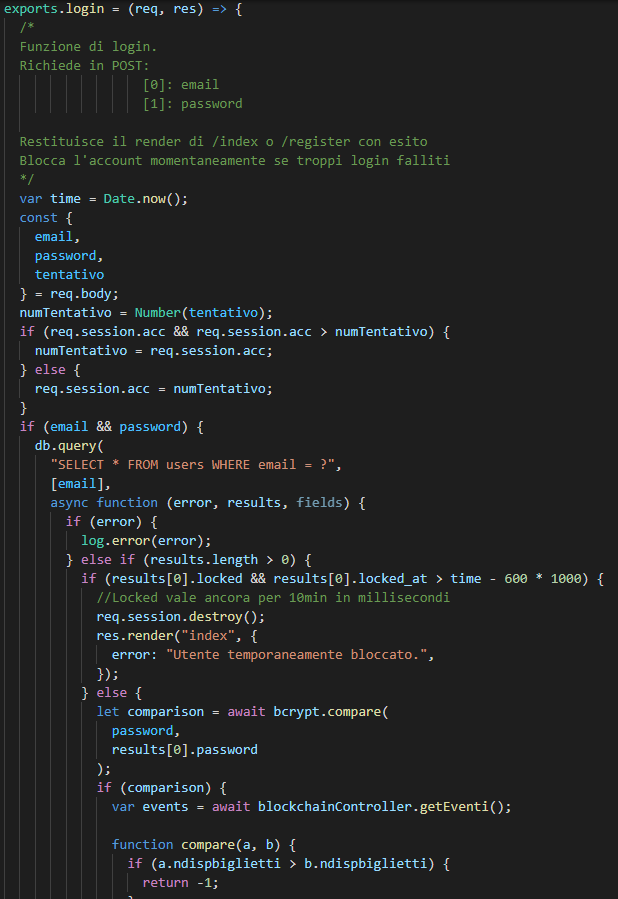 exports.login = (req, res) => {
  /*
  Funzione di login.
  Richiede in POST:
                  [0]: email
                  [1]: password

  Restituisce il render di /index o /register con esito
  Blocca l'account momentaneamente se troppi login falliti
  */
  var time = Date.now();
  const {
    email,
    password,
    tentativo
  } = req.body;
  numTentativo = Number(tentativo);
  if (req.session.acc && req.session.acc > numTentativo) {
    numTentativo = req.session.acc;
  } else {
    req.session.acc = numTentativo;
  }
  if (email && password) {
    db.query(
      "SELECT * FROM users WHERE email = ?",
      [email],
      async function (error, results, fields) {
        if (error) {
          log.error(error);
        } else if (results.length > 0) {
          if (results[0].locked && results[0].locked_at > time - 600 * 1000) {
            //Locked vale ancora per 10min in millisecondi
            req.session.destroy();
            res.render("index", {
              error: "Utente temporaneamente bloccato.",
            });
          } else {
            let comparison = await bcrypt.compare(
              password,
              results[0].password
            );
            if (comparison) {
              var events = await blockchainController.getEventi();

              function compare(a, b) {
                if (a.ndispbiglietti > b.ndispbiglietti) {
                  return -1;
                }